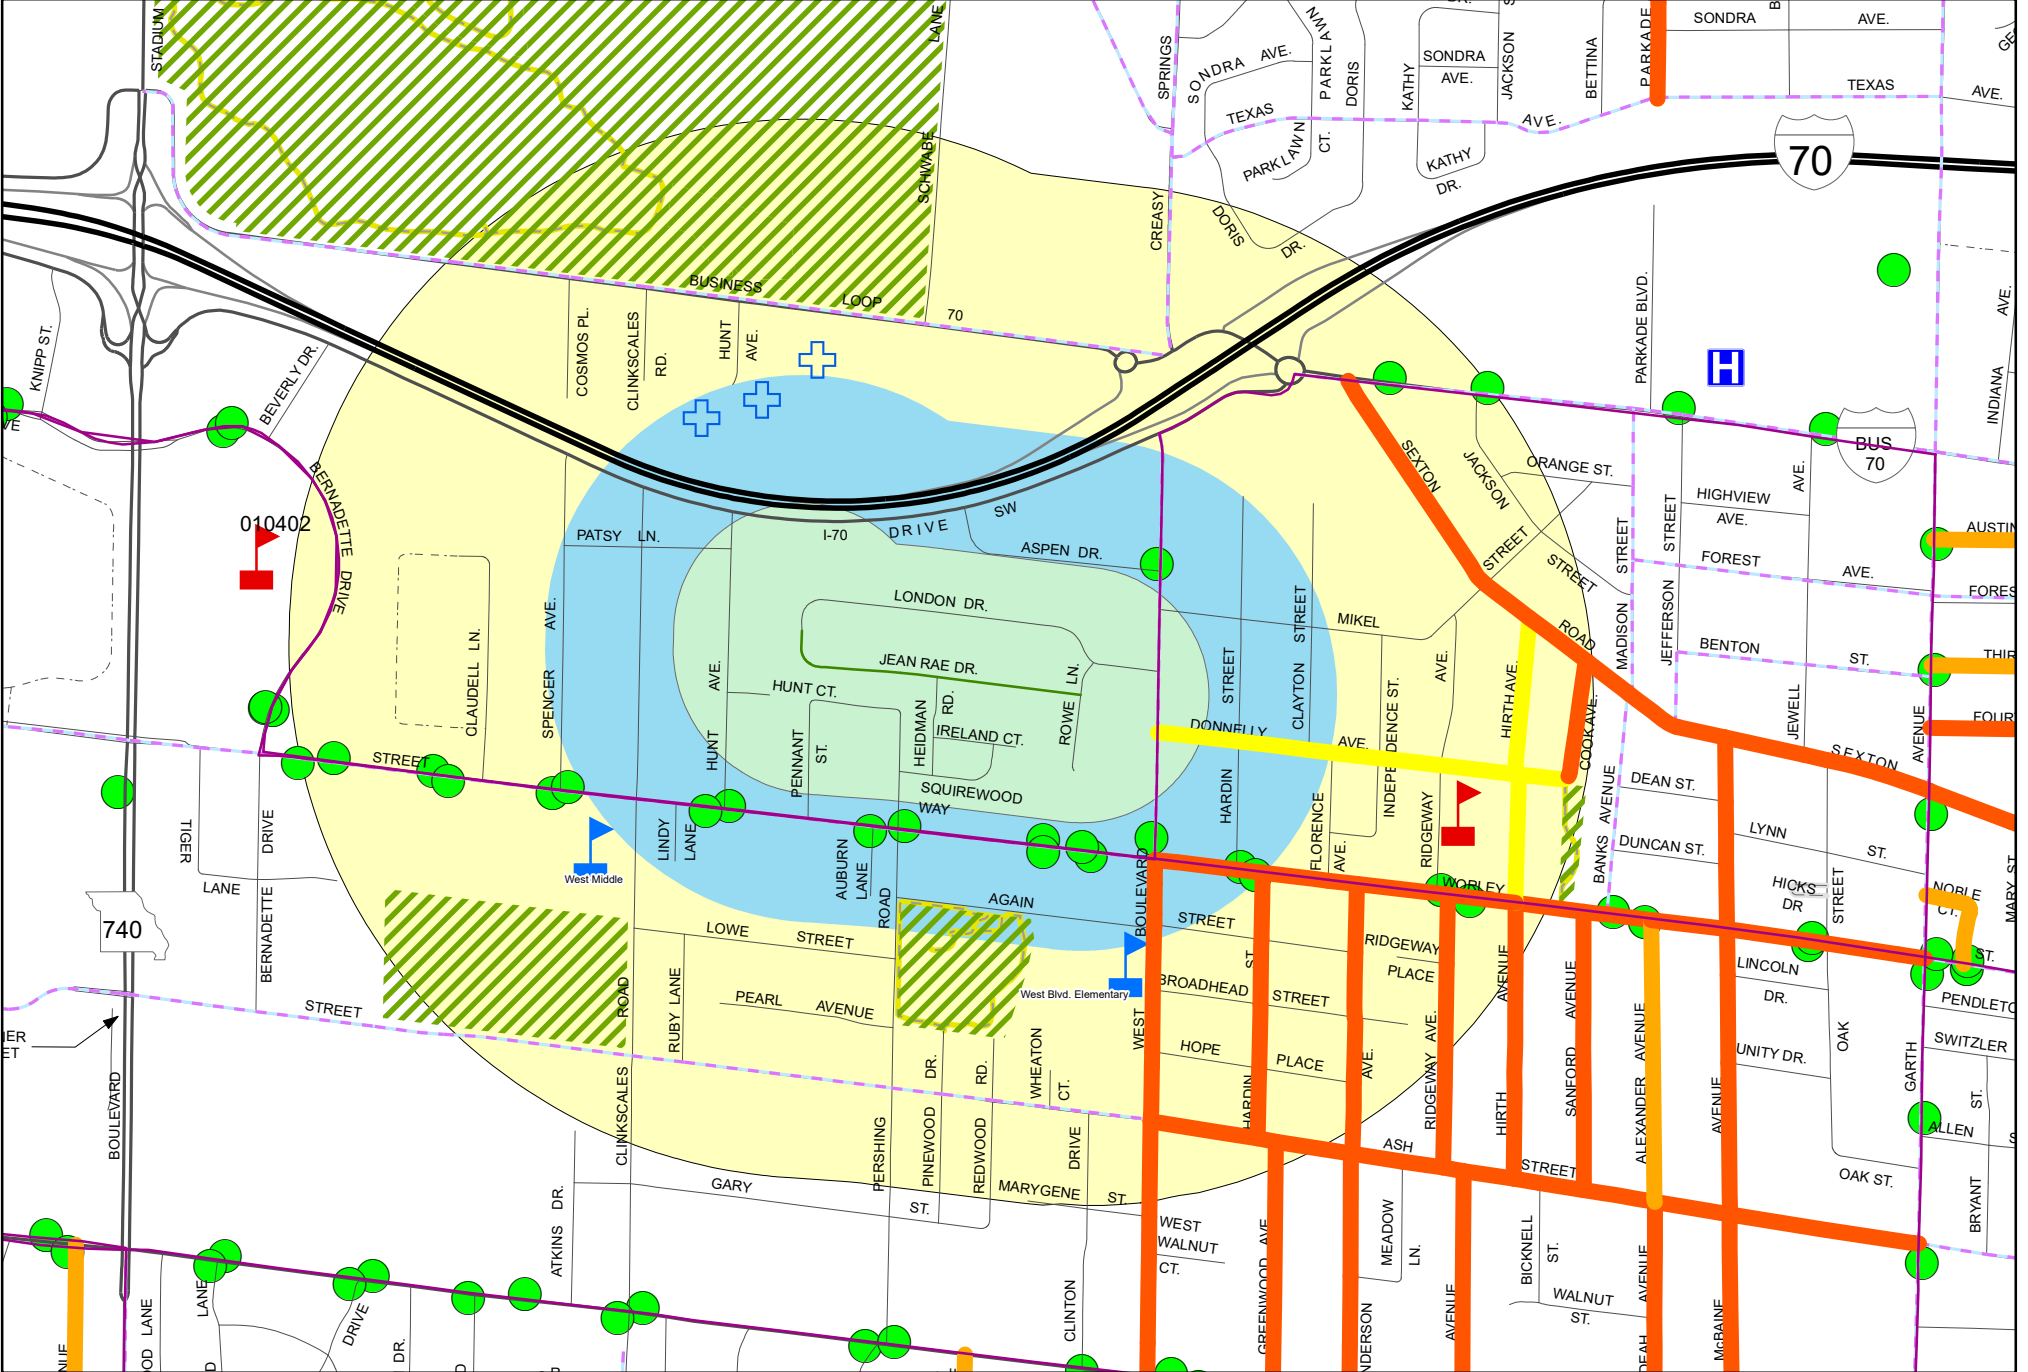 STADIUM
LANE
SCHWABE
SPRINGS
CREASY
SONDRA AVE.
PARKLAWN
PARKLAWN
DORIS
TEXAS
PARKLAWN
CT.
DORIS
DR.
KATHY
SONDRA
AVE.
JACKSON
KATHY
DR.
AVE.
BETTINA
PARKADE
SONDRA
AVE.
TEXAS
AVE.
70
BUSINESS
LOOP
70
KNIPP ST.
BEVERLY DR.
COSMOS PL.
CLINKSCALES
RD.
HUNT
AVE.
PARKADE BLVD.
H
INDIANA
AVE.
BUS
70
BERNADETTE
DRIVE
010402
SEXTON
JACKSON
ORANGE ST.
STREET
STREET
ROAD
HIGHVIEW
AVE.
AVE.
FOREST
AVE.
STREET
STREET
MADISON
JEFFERSON
BENTON
ST.
JEWELL
AUSTIN
FORES
THIR
FOUR
AVENUE
SEXTON
PATSY LN.
I-70
DRIVE
SW
ASPEN DR.
LONDON DR.
JEAN RAE DR.
HUNT CT.
HEIDMAN
RD.
IRELAND CT.
ROWE
LN.
SQUIREWOOD
WAY
PENNANT
ST.
HUNT
AVE.
SPENCER
AVE.
CLAUDELL LN.
STREET
STREET
HARDIN
CLAYTON
STREET
MIKEL
DONNELLY
AVE.
INDEPENDENCE ST.
AVE.
RIDGEWAY
HIRTH AVE.
COOK AVE.
FLORENCE
AVE.
BANKS AVENUE
DEAN ST.
DUNCAN ST.
LYNN
ST.
HICKS
DR
STREET
NOBLE
CT.
MARY ST.
ST.
TIGER
LANE
BERNADETTE
DRIVE
740
LINDY
LANE
West Middle
AUBURN
LANE
ROAD
AGAIN
STREET
BOULEVARD
WORLEY
LOWE
STREET
West Blvd. Elementary
BROADHEAD
STREET
ST.
RIDGEWAY
PLACE
AVENUE
AVENUE
SANFORD
LINCOLN
DR.
PENDLETO
SWITZLER
STREET
ROAD
RUBY LANE
PEARL
AVENUE
WEST
HOPE
PLACE
AVE.
RIDGEWAY AVE.
HIRTH
ALEXANDER AVENUE
UNITY DR.
OAK
GARTH
AVENUE
BOULEVARD
CLINKSCALES
PERSHING
PINEWOOD
DR.
REDWOOD
RD.
WHEATON
CT.
DRIVE
HARDIN
ASH
STREET
ALLEN
ST.
OAK ST.
BRYANT
ATKINS DR.
GARY
ST.
MARYGENE
ST.
CLINTON
WEST
WALNUT
CT.
GREENWOOD AVE
MEADOW
LN.
AVENUE
BICKNELL
ST.
WALNUT
ST.
AVENUE
McBAINE
LANE
LANE
DRIVE
DR.